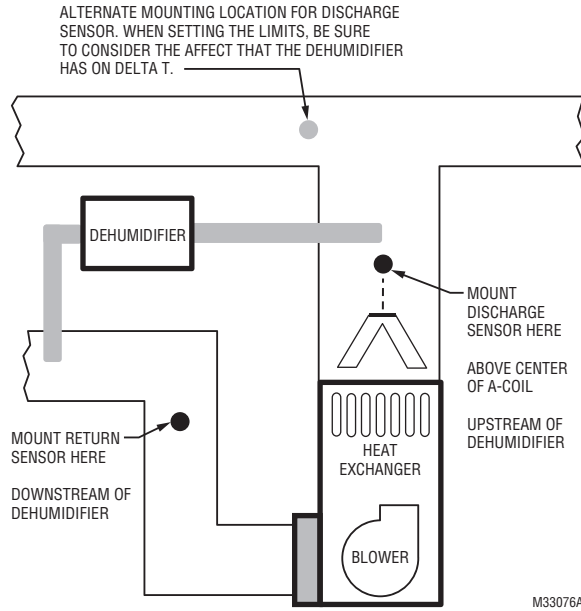 ALTERNATE MOUNTING LOCATION FOR DISCHARGE
SENSOR. WHEN SETTING THE LIMITS, BE SURE
TO CONSIDER THE AFFECT THAT THE DEHUMIDIFIER
HAS ON DELTA T.
DEHUMIDIFIER
MOUNT
DISCHARGE
SENSOR HERE
ABOVE CENTER
OF A-COIL
UPSTREAM OF
DEHUMIDIFIER
MOUNT RETURN
SENSOR HERE
DOWNSTREAM OF
DEHUMIDIFIER
HEAT
EXCHANGER
BLOWER
M33076A